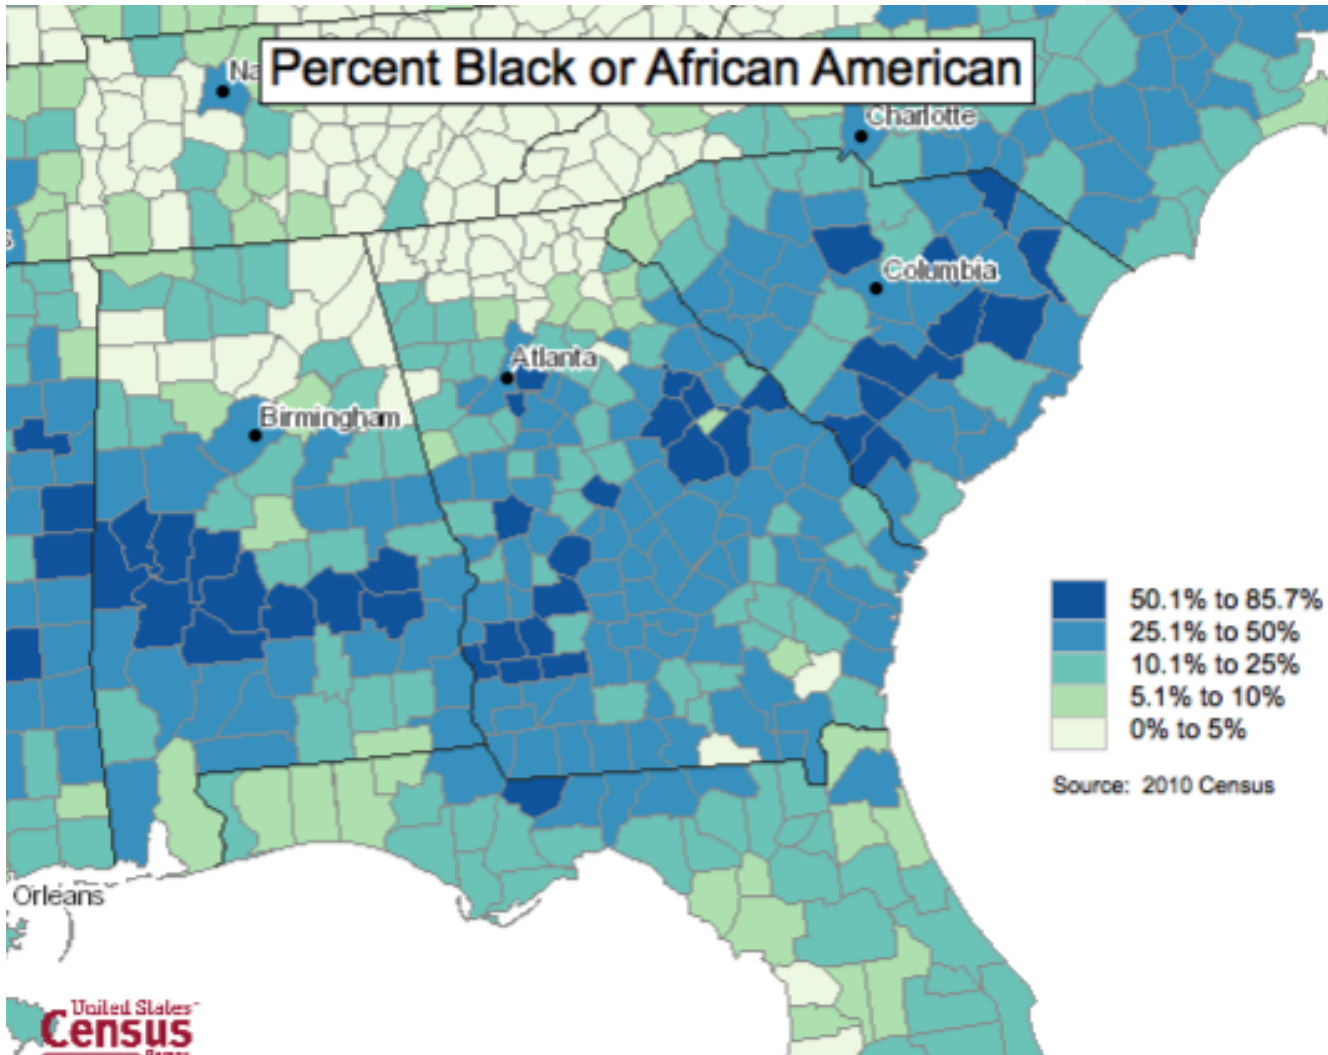 Percent Black or African American
Na
Charlotte
s
Columbia
Atlanta
Birmingham
50.1% to 85.7%
25.1% to 50%
10.1% to 25%
5.1% to 10%
0% to 5%
Source: 2010 Census
Orleans
United States
Census